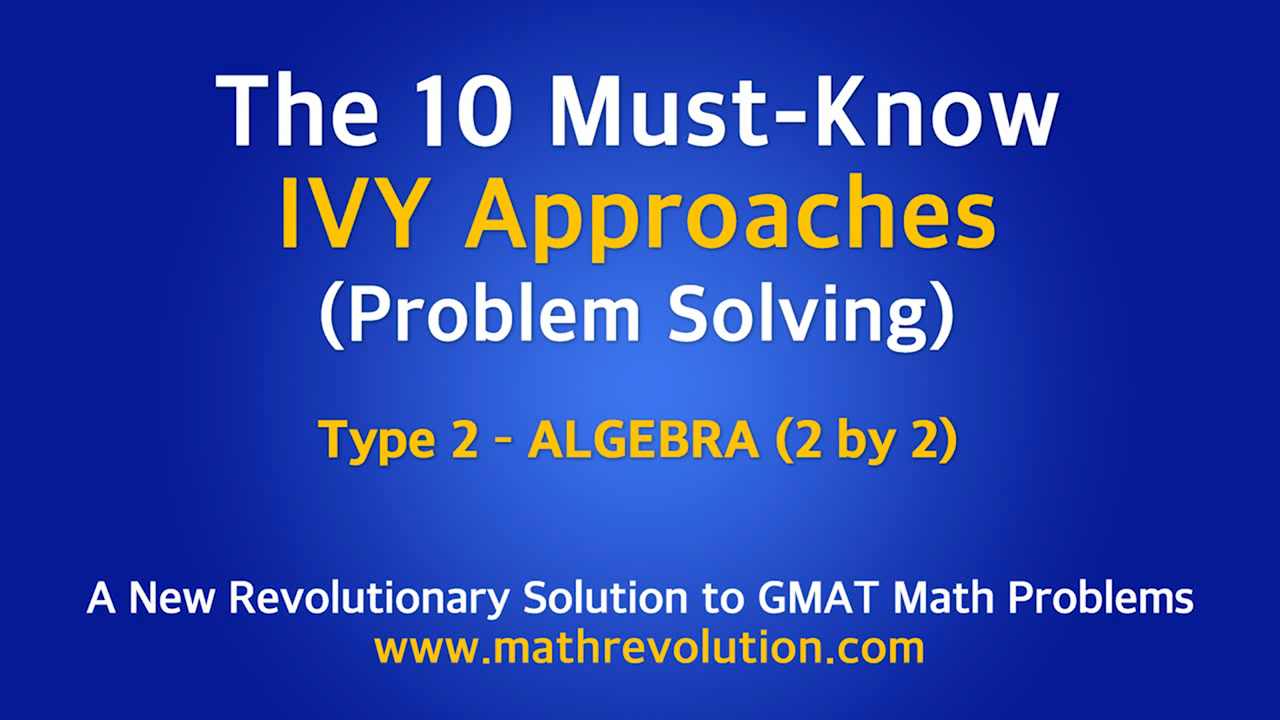 The 10 Must-Know
IVY Approaches
(Problem Solving)
Type 2 - ALGEBRA (2 by 2)
A New Revolutionary Solution to GMAT Math Problems
www.mathrevolution.com